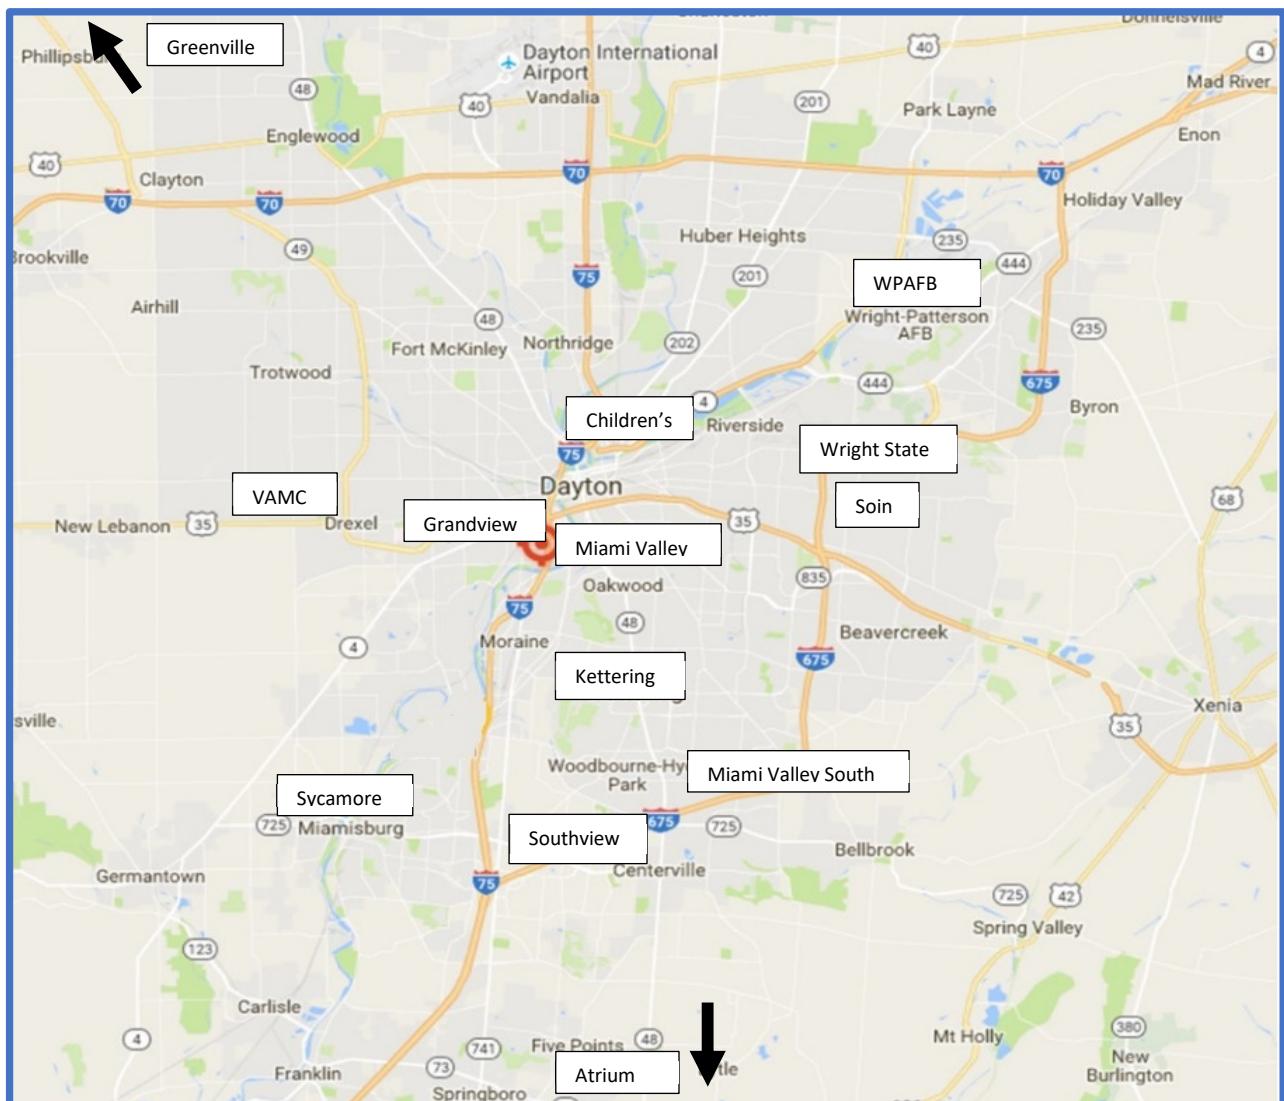 Donnelsville
Greenville
Phillipsbu
40
Dayton International
Airport
4
Mad River
48
40
Vandalia
201
Park Layne
Englewood
Enon
40
Clayton
70
70
70
70
Holiday Valley
49
Huber Heights
235
Brookville
75
201
444
WPAFB
Airhill
48
Wright-Patterson
AFB
235
Fort McKinley
Northridge
202
Trotwood
444
675
Children's
4
Riverside
Byron
75
Wright State
Dayton
VAMC
Soin
68
New Lebanon
35
Drexel
Grandview
35
Miami Valley
Oakwood
835
75
48
Moraine
Beavercreek
4
675
Kettering
Xenia
sville
35
Woodbourne-Hy
Park
Miami Valley South
Sycamore
725
Miamisburg
Southview
675
725
Bellbrook
Centerville
Germantown
75
725
42
Spring Valley
123
Carlisle
4
Five Points
48
Mt Holly
380
741
New
Burlington
Franklin
73
Atrium
tle
Springboro